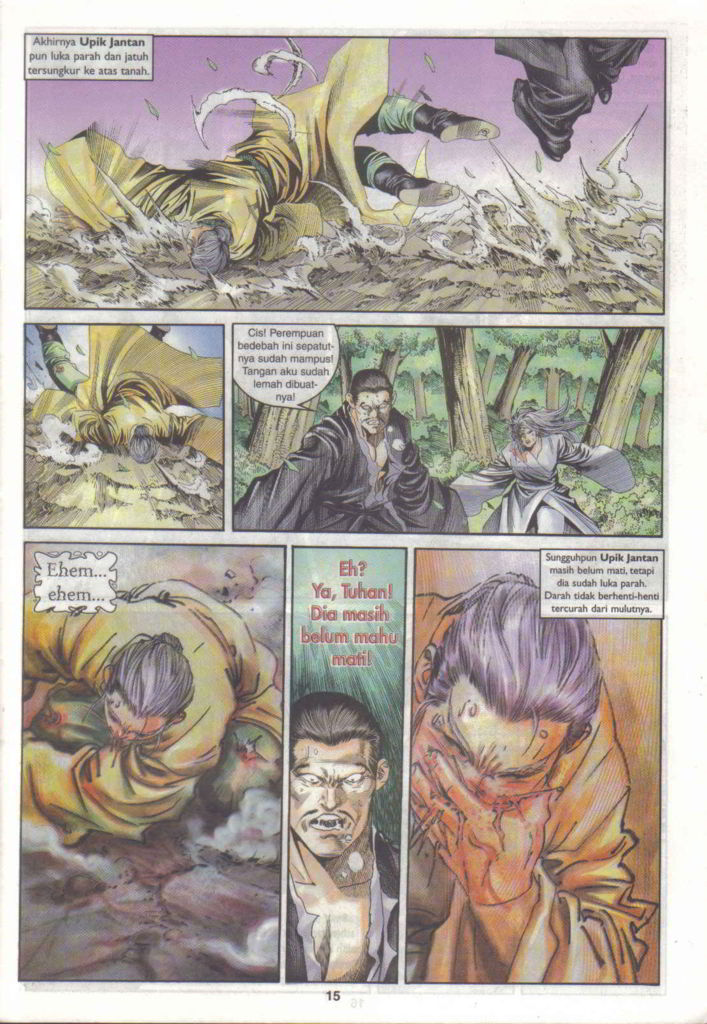 Akhirnya Upik Jantan
pun luka parah dan jatuh
tersungkur ke atas tanah.
Cis! Perempuan
bedebah ini sepatut-
nya sudah mampus!
Tangan aku sudah
lemah dibuat-
nya!
Ehem...
ehem...
Eh?
Ya, Tuhan!
Dia masih
belum mahu
mati!
Sungguhpun Upik Jantan
masih belum mati, tetapi
dia sudah luka parah.
Darah tidak berhenti-henti
tercurah dari mulutnya.
15